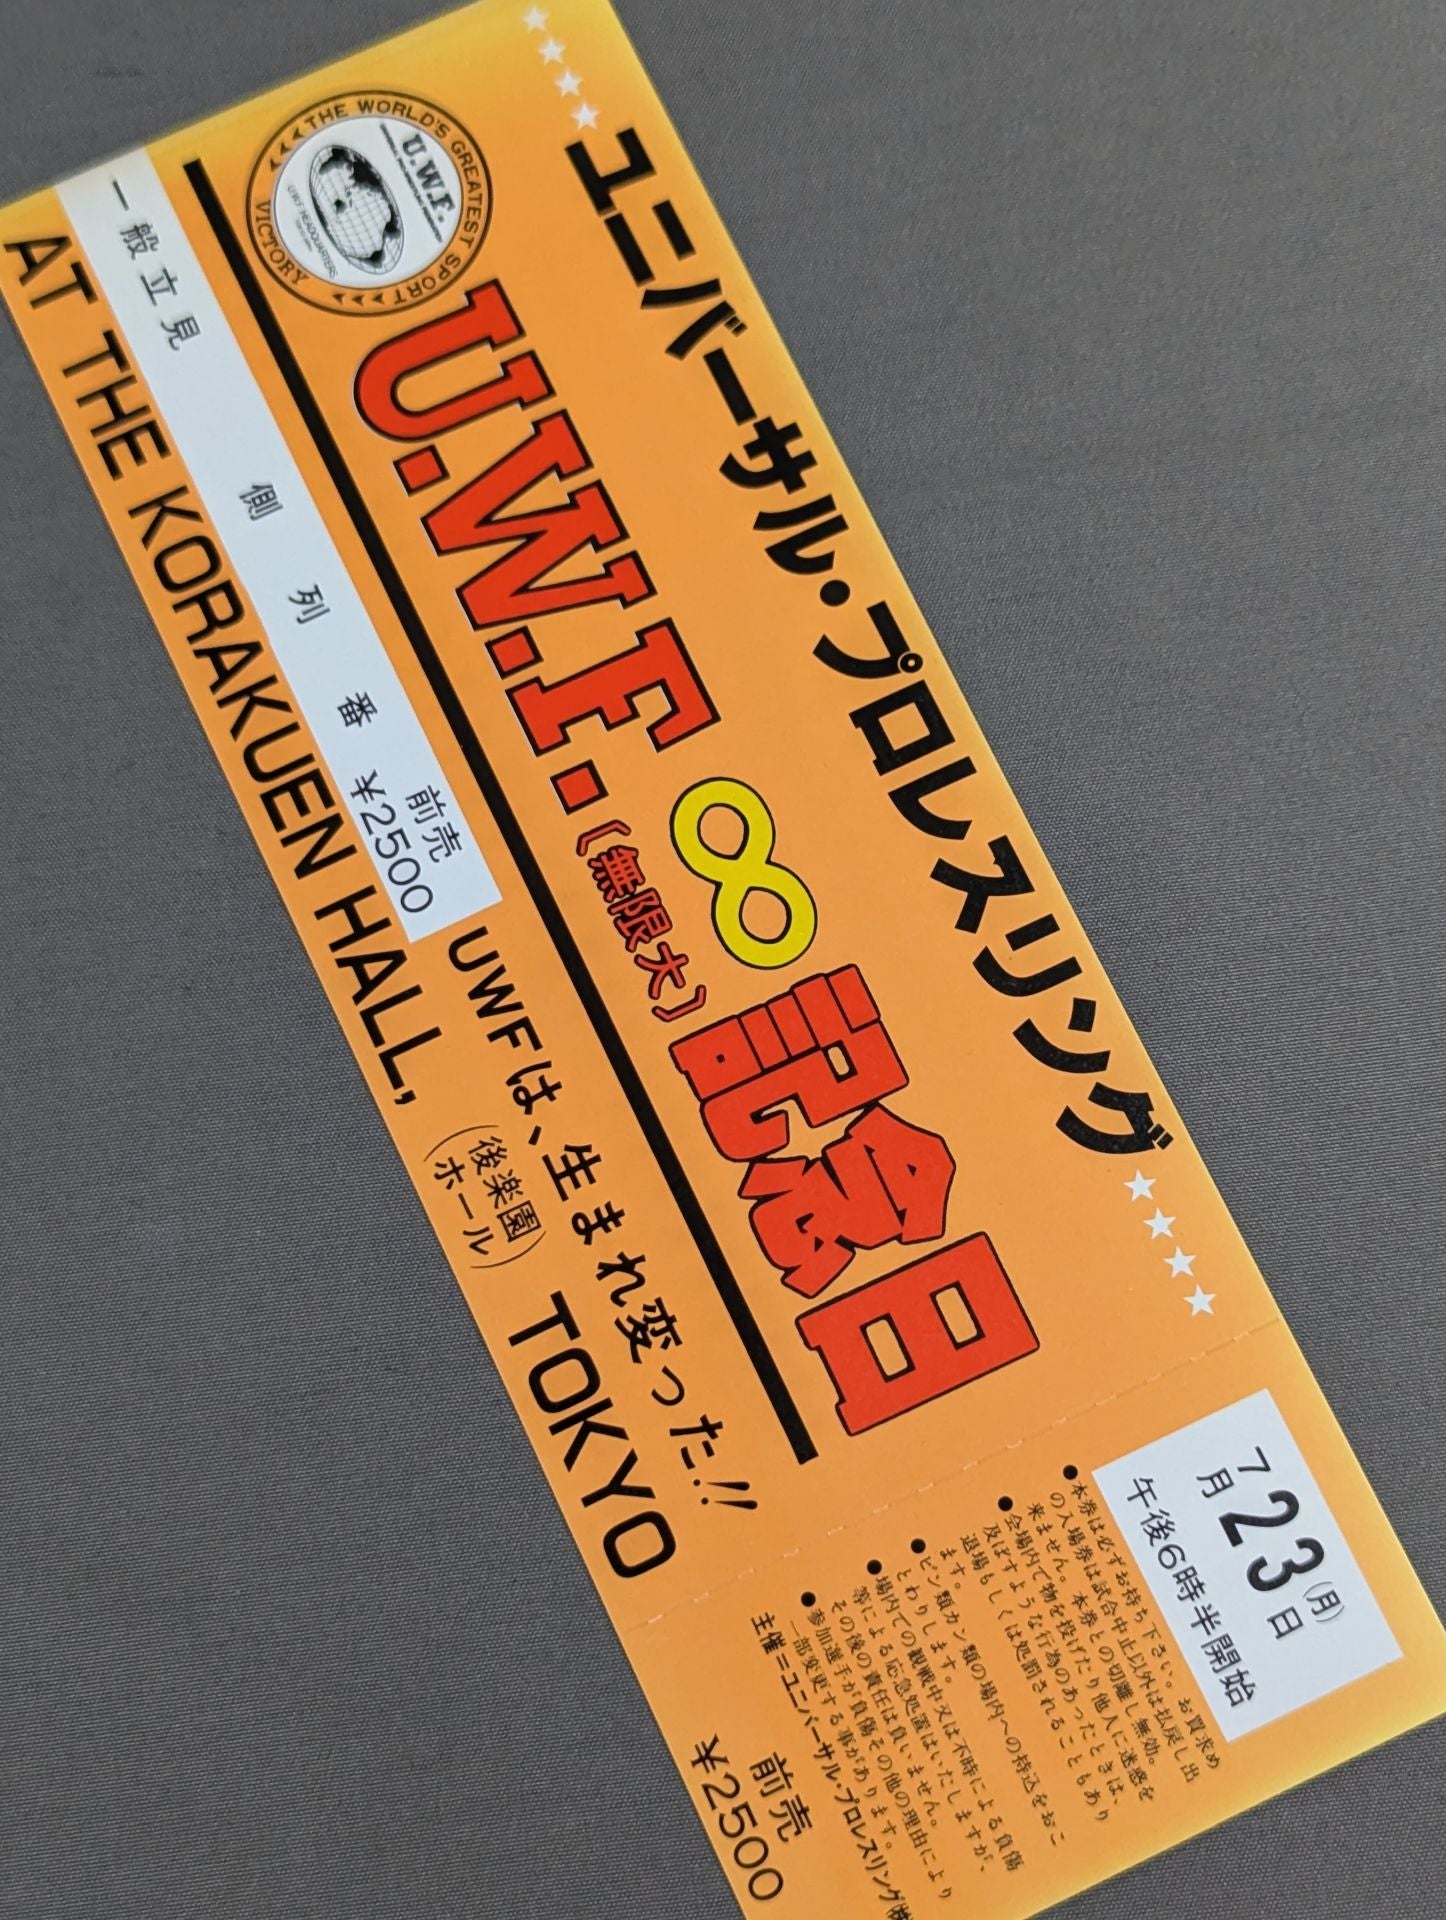 ★★★★ユニバーサル・プロレスリング★★★★
THE WORLD'S GREATEST SPORT
U.W.F.
U.W.F HEADQUARTERS
VICTORY
U.W.F.∞記念日
(無限大)
UWFは、生まれ変った!!
一般立見 側 列 番 前売 ¥2500
AT THE KORAKUEN HALL, (後楽園ホール) TOKYO
7月23日(月)
午後6時半開始
●本券は必ずお持ち下さい。お買求め
の入場券は試合中止以外は払戻し出
来ません。本券との切離し無効。
●会場内で物を投げたり他人に迷惑を
及ぼすような行為のあったときは、
退場もしくは処罰されることもあり
ます。
●ビン類カン類の場内への持込をおこ
とわりします。
●場内での観戦中又は不時による負傷
等による応急処置はいたしますが、
その後の責任は負いません。
●参加選手が負傷その他の理由により
一部変更する事があります。
主催=ユニバーサル・プロレスリング(株)
前売
¥2500